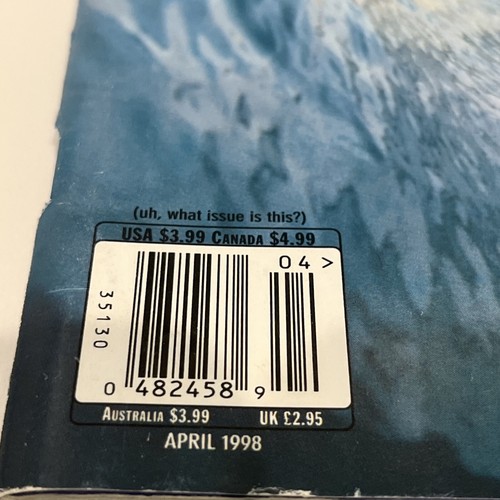 (uh, what issue is this?)
USA $3.99 CANADA $4.99
04 >
35130
0 482458 9
AUSTRALIA $3.99 UK £2.95
APRIL 1998